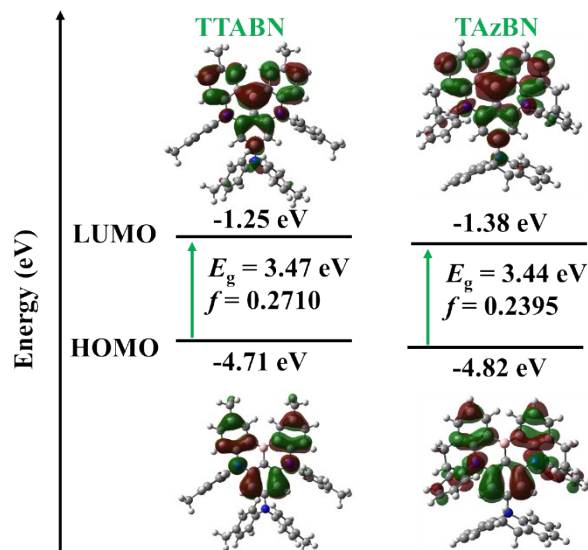 TTABN
TAzBN
Energy (eV)
LUMO
-1.25 eV
-1.38 eV
Eg = 3.47 eV
f = 0.2710
Eg = 3.44 eV
f = 0.2395
HOMO
-4.71 eV
-4.82 eV